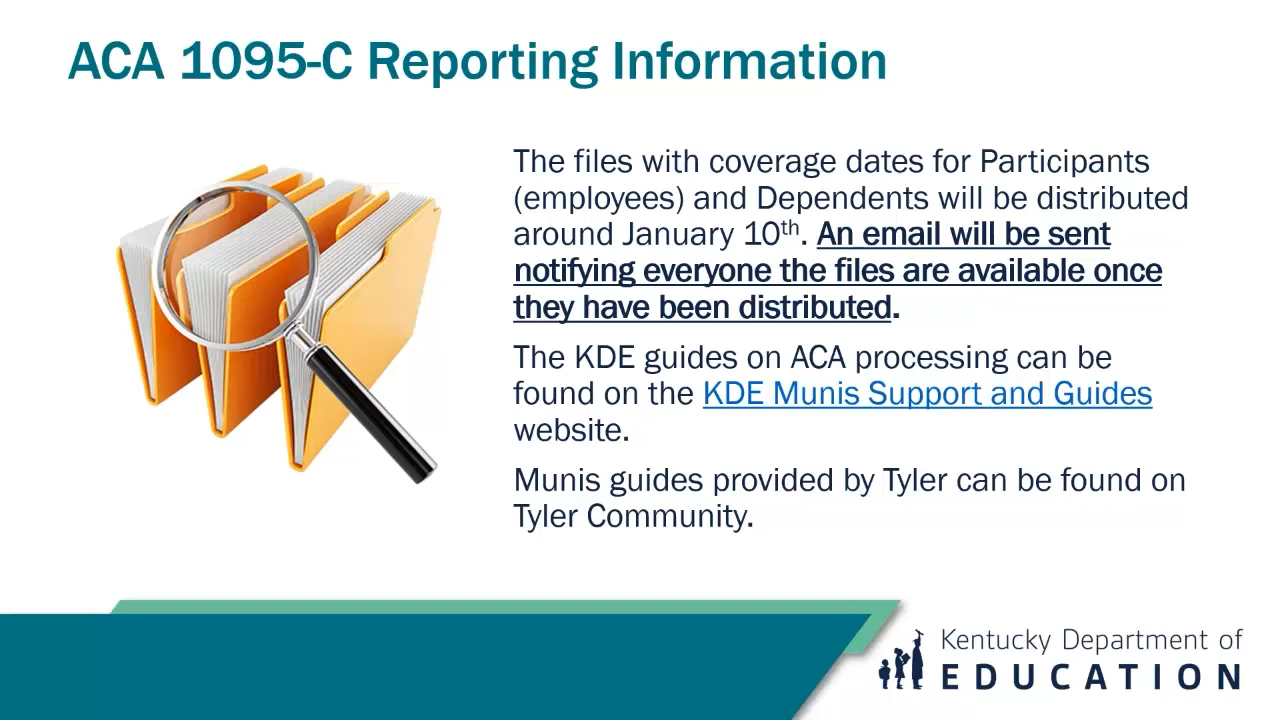 ACA 1095-C Reporting Information
The files with coverage dates for Participants
(employees) and Dependents will be distributed
around January 10th. An email will be sent
notifying everyone the files are available once
they have been distributed.
The KDE guides on ACA processing can be
found on the KDE Munis Support and Guides
website.
Munis guides provided by Tyler can be found on
Tyler Community.
Kentucky Department of
EDUCATION